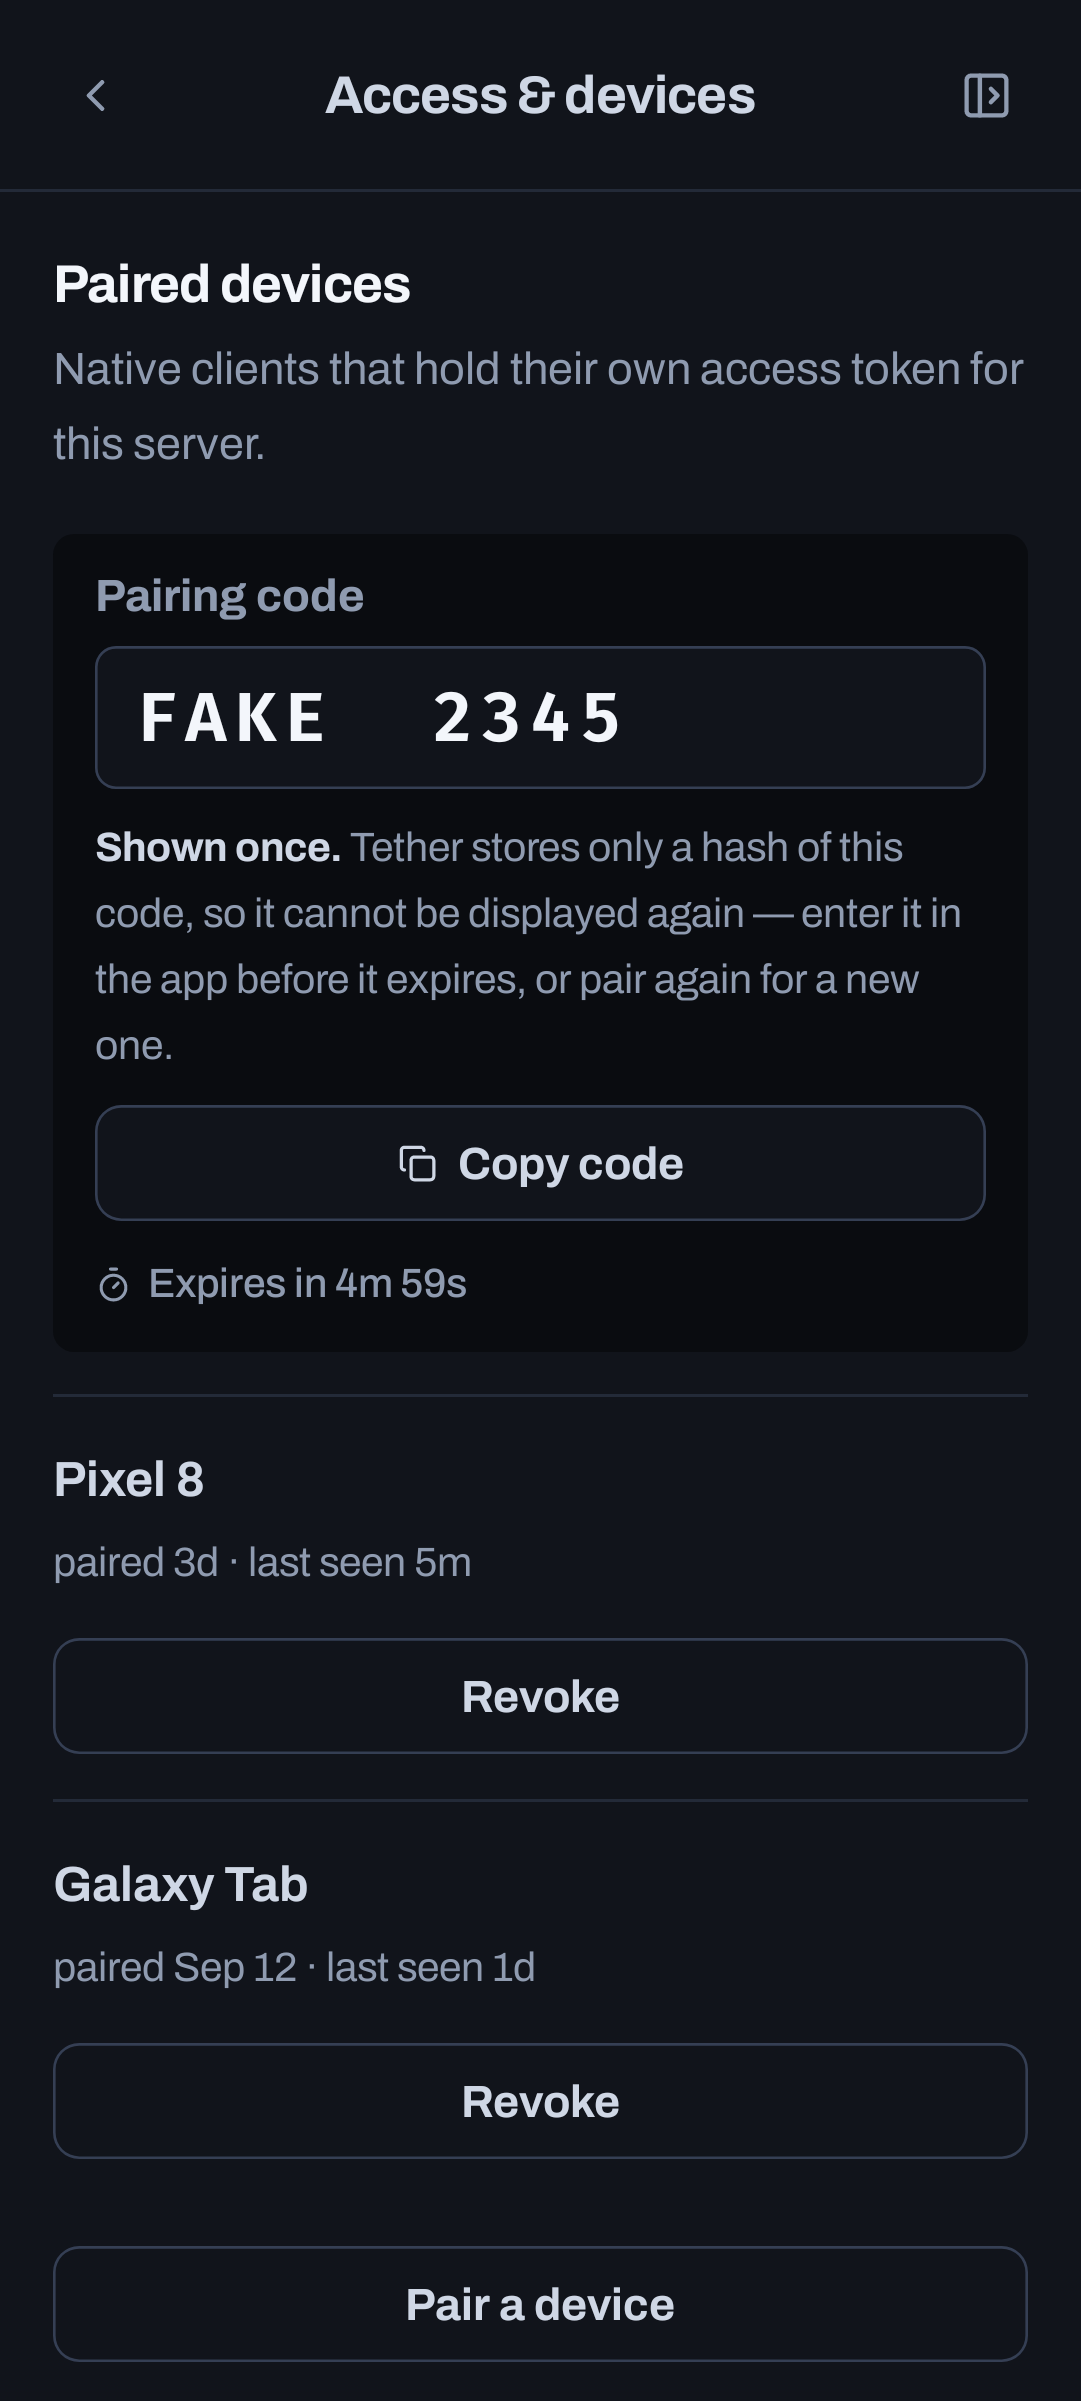 Access & devices
Paired devices
Native clients that hold their own access token for
this server.
Pairing code
FAKE 2345
Shown once. Tether stores only a hash of this
code, so it cannot be displayed again — enter it in
the app before it expires, or pair again for a new
one.
Copy code
Expires in 4m 59s
Pixel 8
paired 3d · last seen 5m
Revoke
Galaxy Tab
paired Sep 12 · last seen 1d
Revoke
Pair a device